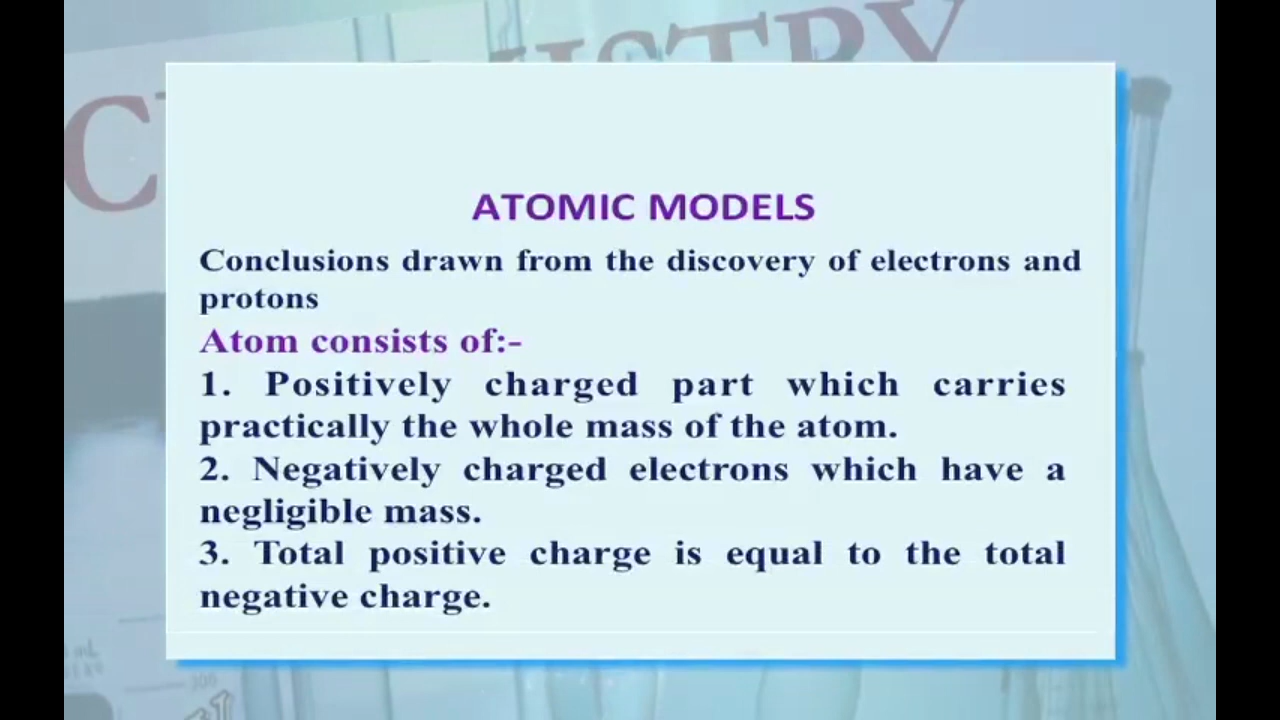 ATOMIC MODELS
Conclusions drawn from the discovery of electrons and
protons
Atom consists of:-
1. Positively charged part which carries
practically the whole mass of the atom.
2. Negatively charged electrons which have a
negligible mass.
3. Total positive charge is equal to the total
negative charge.